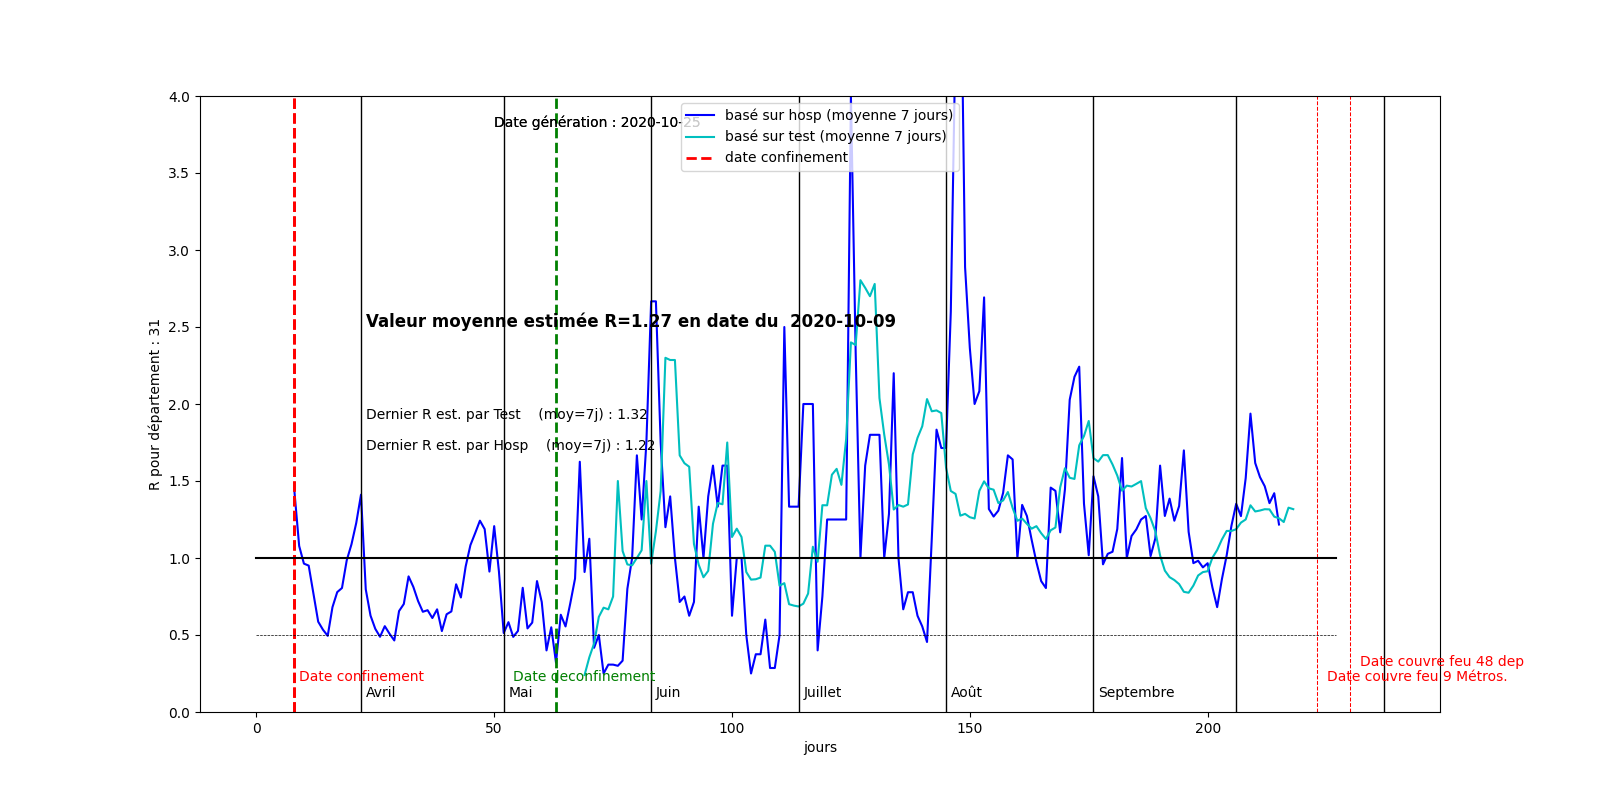 4.0
3.5
3.0
2.5
2.0
1.5
1.0
0.5
0.0
R pour département : 31
Date génération : 2020-10-25
basé sur hosp (moyenne 7 jours)
basé sur test (moyenne 7 jours)
date confinement
Valeur moyenne estimée R=1.27 en date du  2020-10-09
Dernier R est. par Test    (moy=7j) : 1.32
Dernier R est. par Hosp    (moy=7j) : 1.22
Date couvre feu 48 dep
Date confinement
Date deconfinement
Date couvre feu 9 Métros.
Avril
Mai
Juin
Juillet
Août
Septembre
0
50
100
150
200
jours